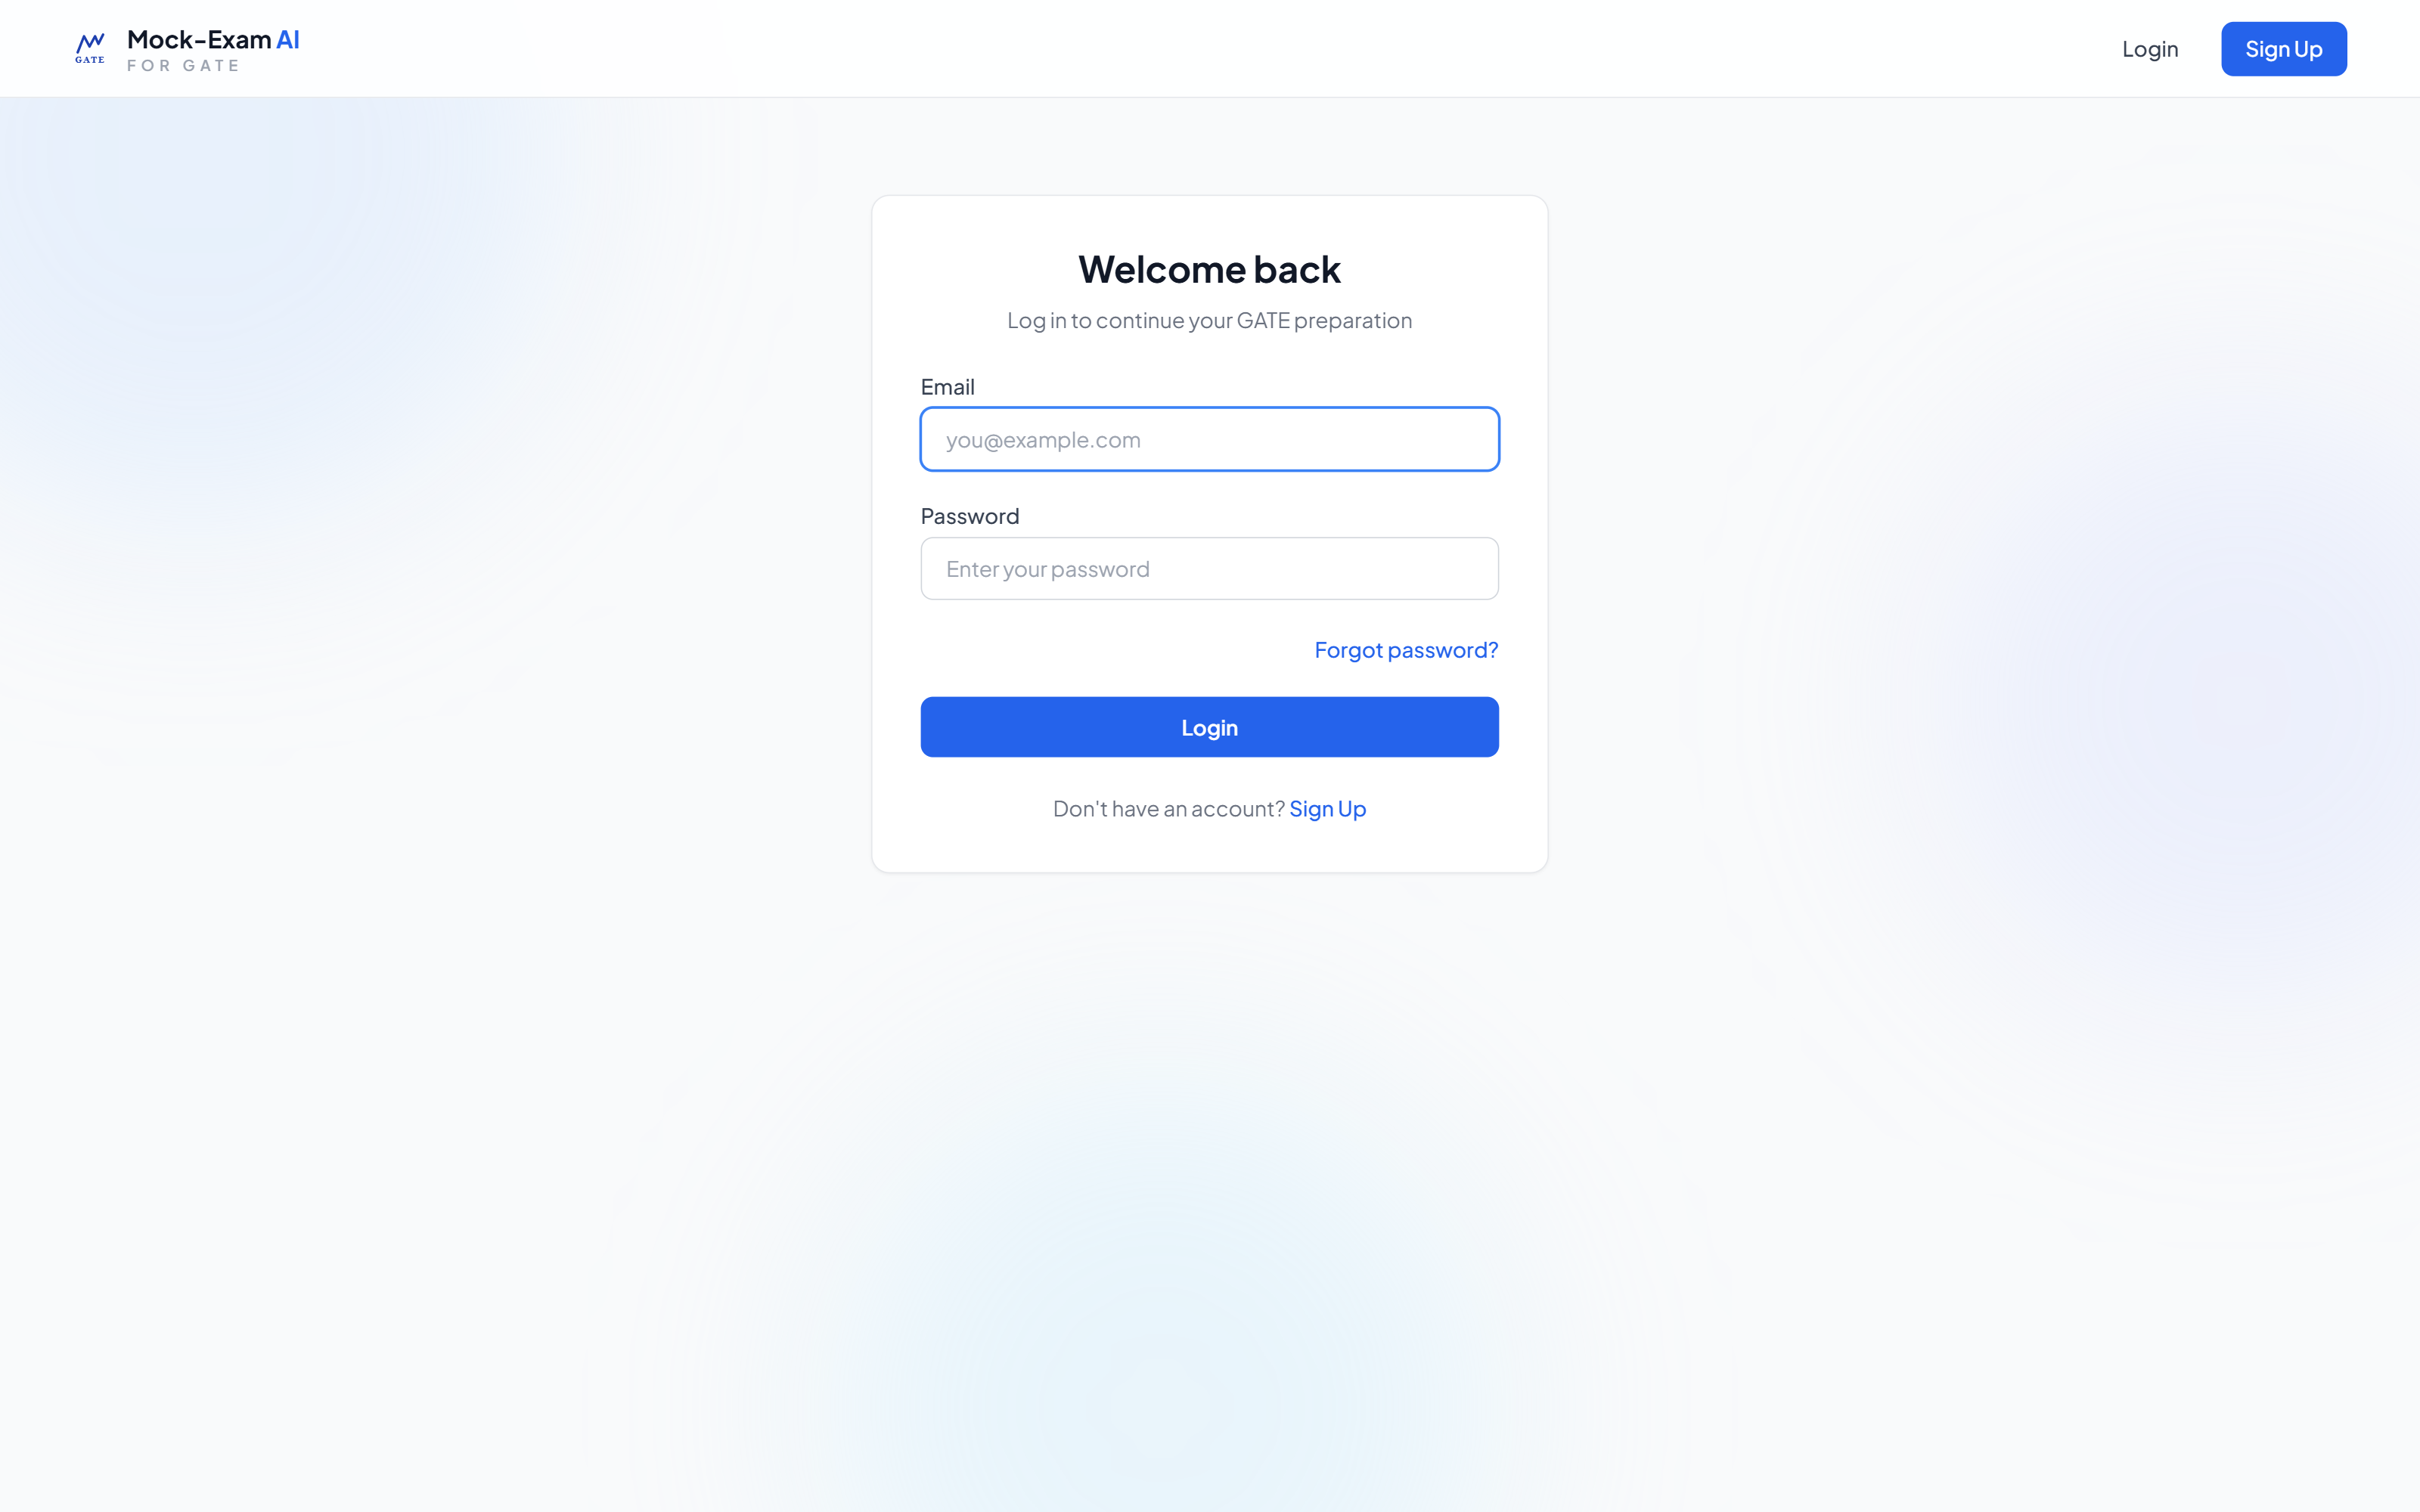 GATE
Mock-Exam AI
FOR GATE
Login
Sign Up
Welcome back
Log in to continue your GATE preparation
Email
you@example.com
Password
Enter your password
Forgot password?
Login
Don't have an account? Sign Up